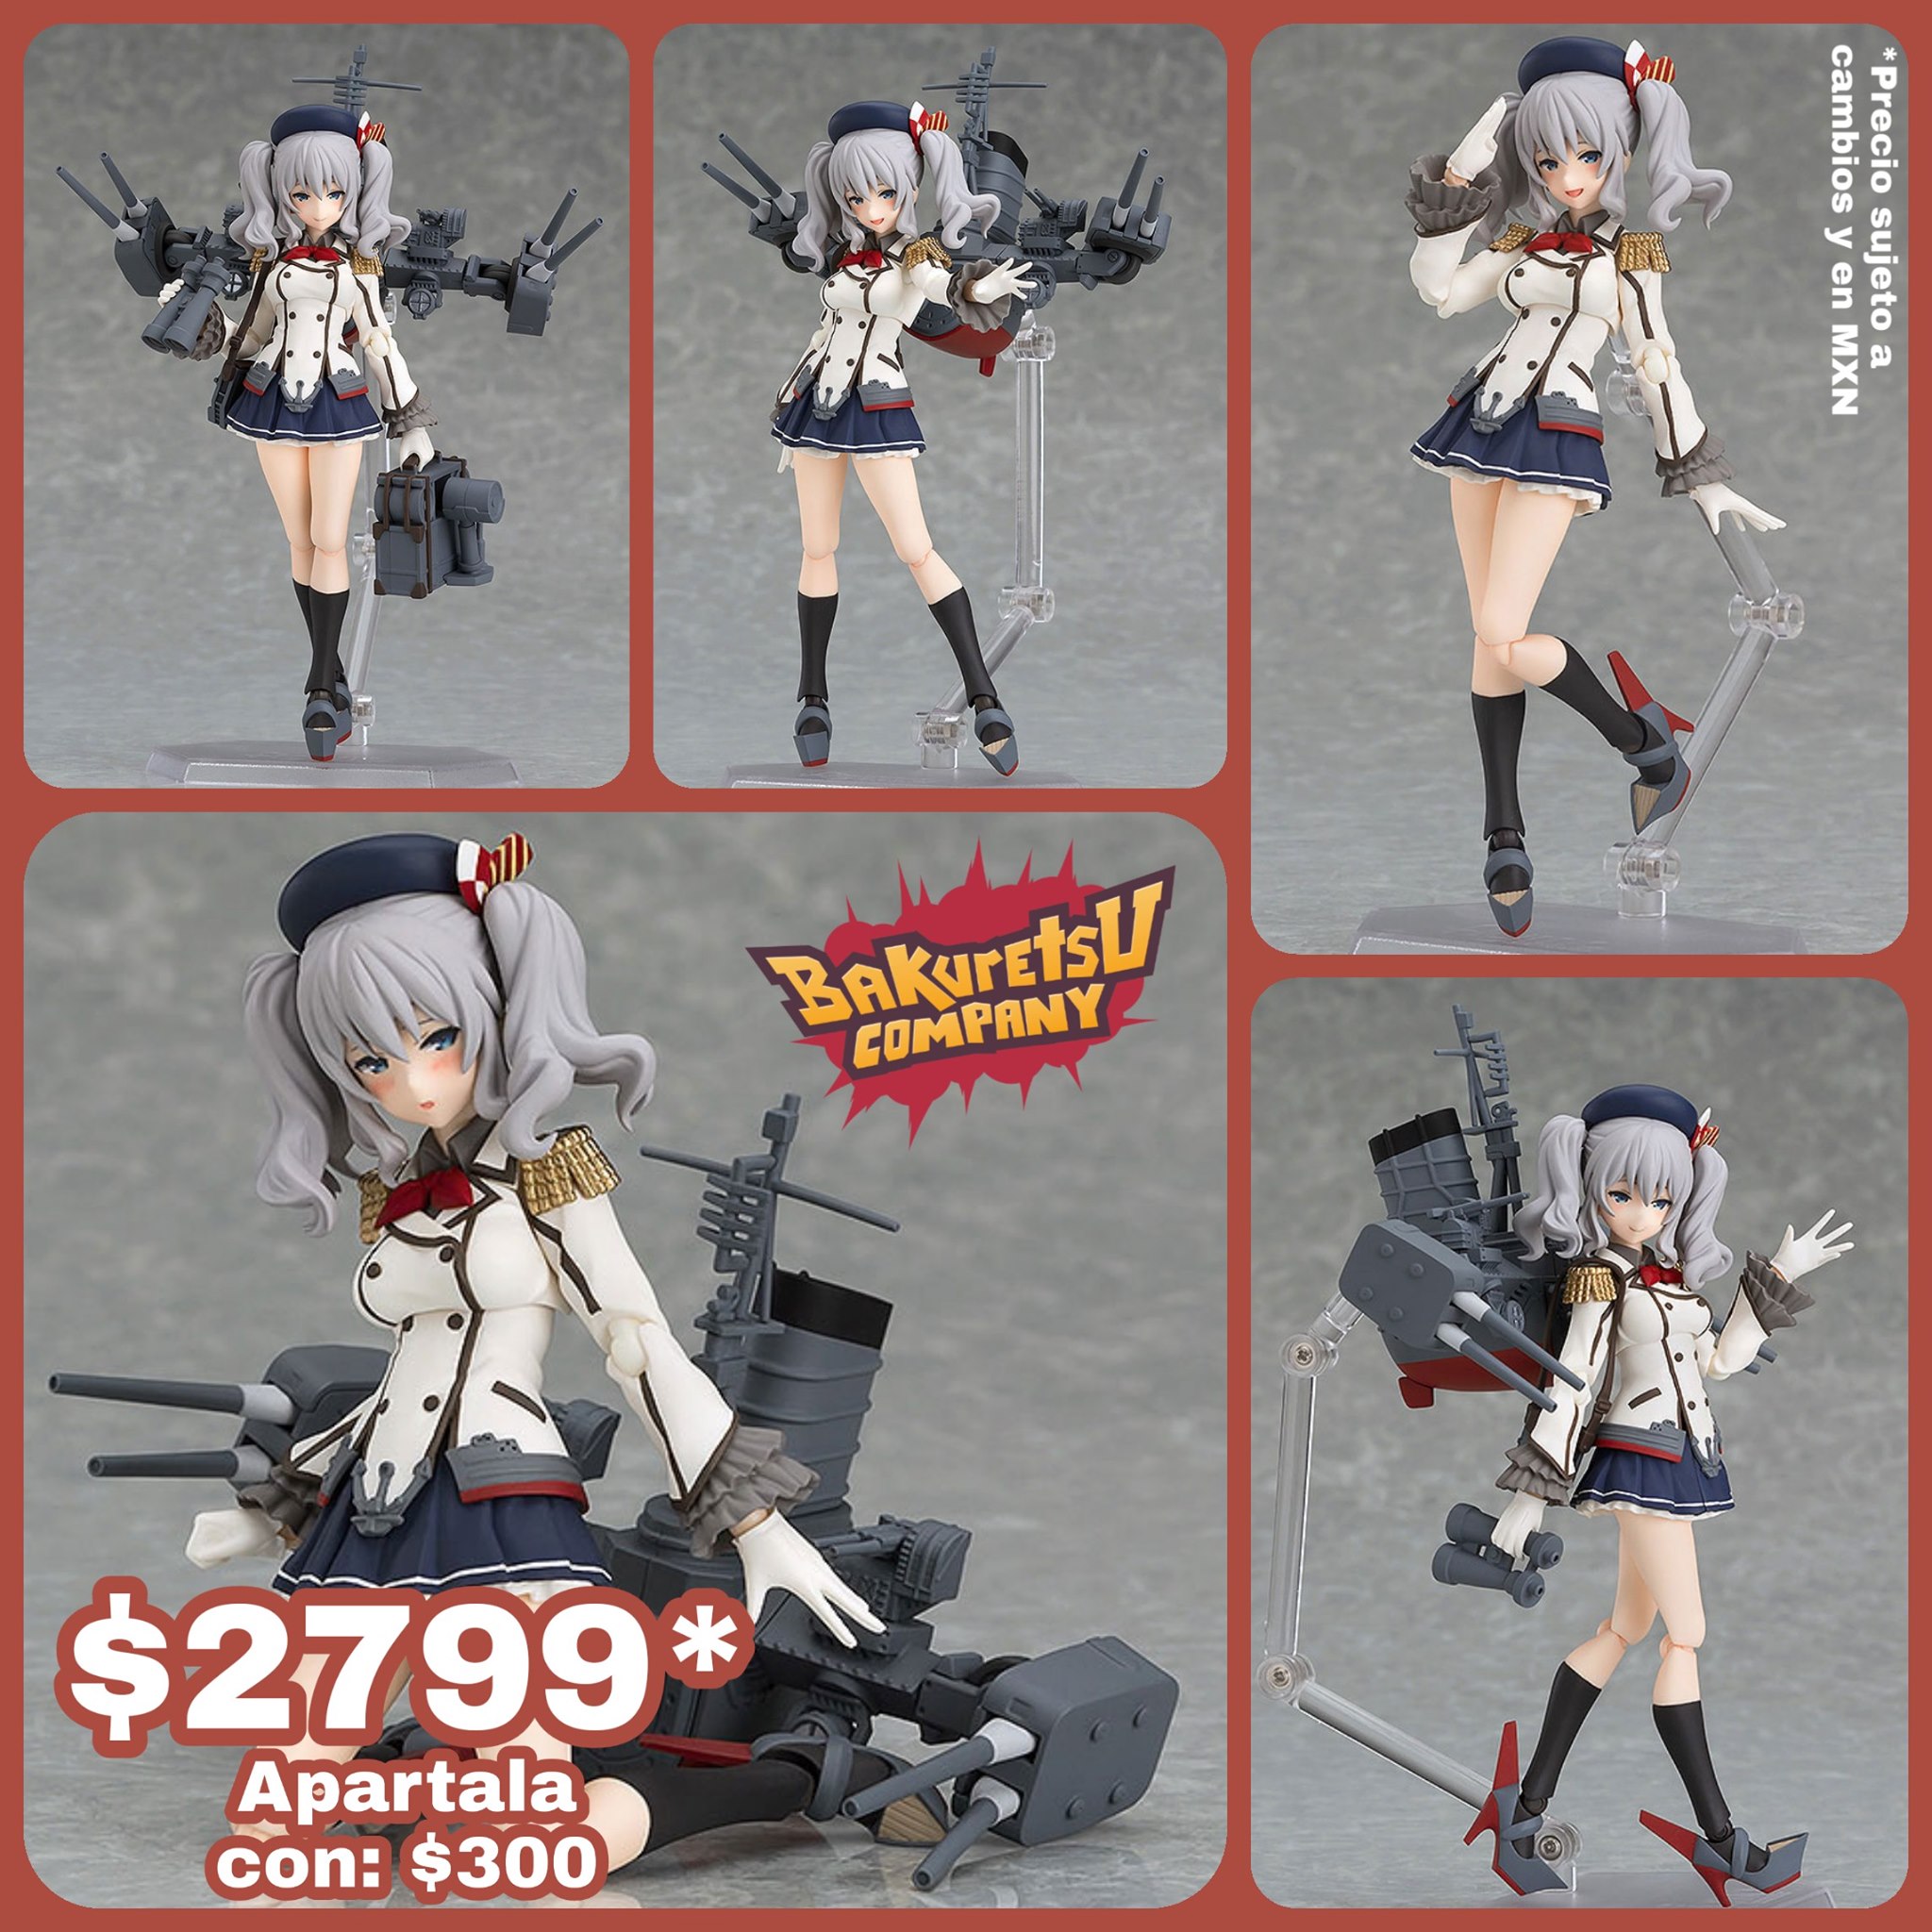 *Precio sujeto a
cambios y en MXN
BAKURETSU
COMPANY
$2799*
Apartala
con: $300